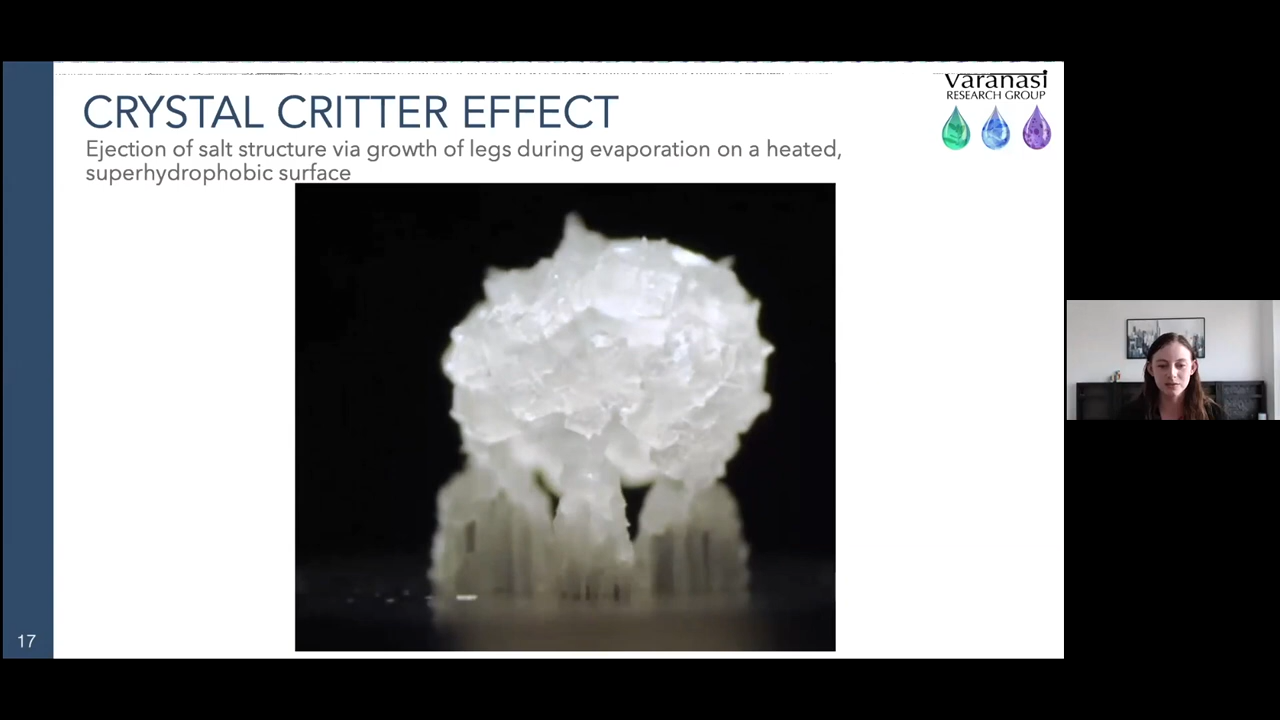 CRYSTAL CRITTER EFFECT
Ejection of salt structure via growth of legs during evaporation on a heated,
superhydrophobic surface
varanasi
RESEARCH GROUP
17